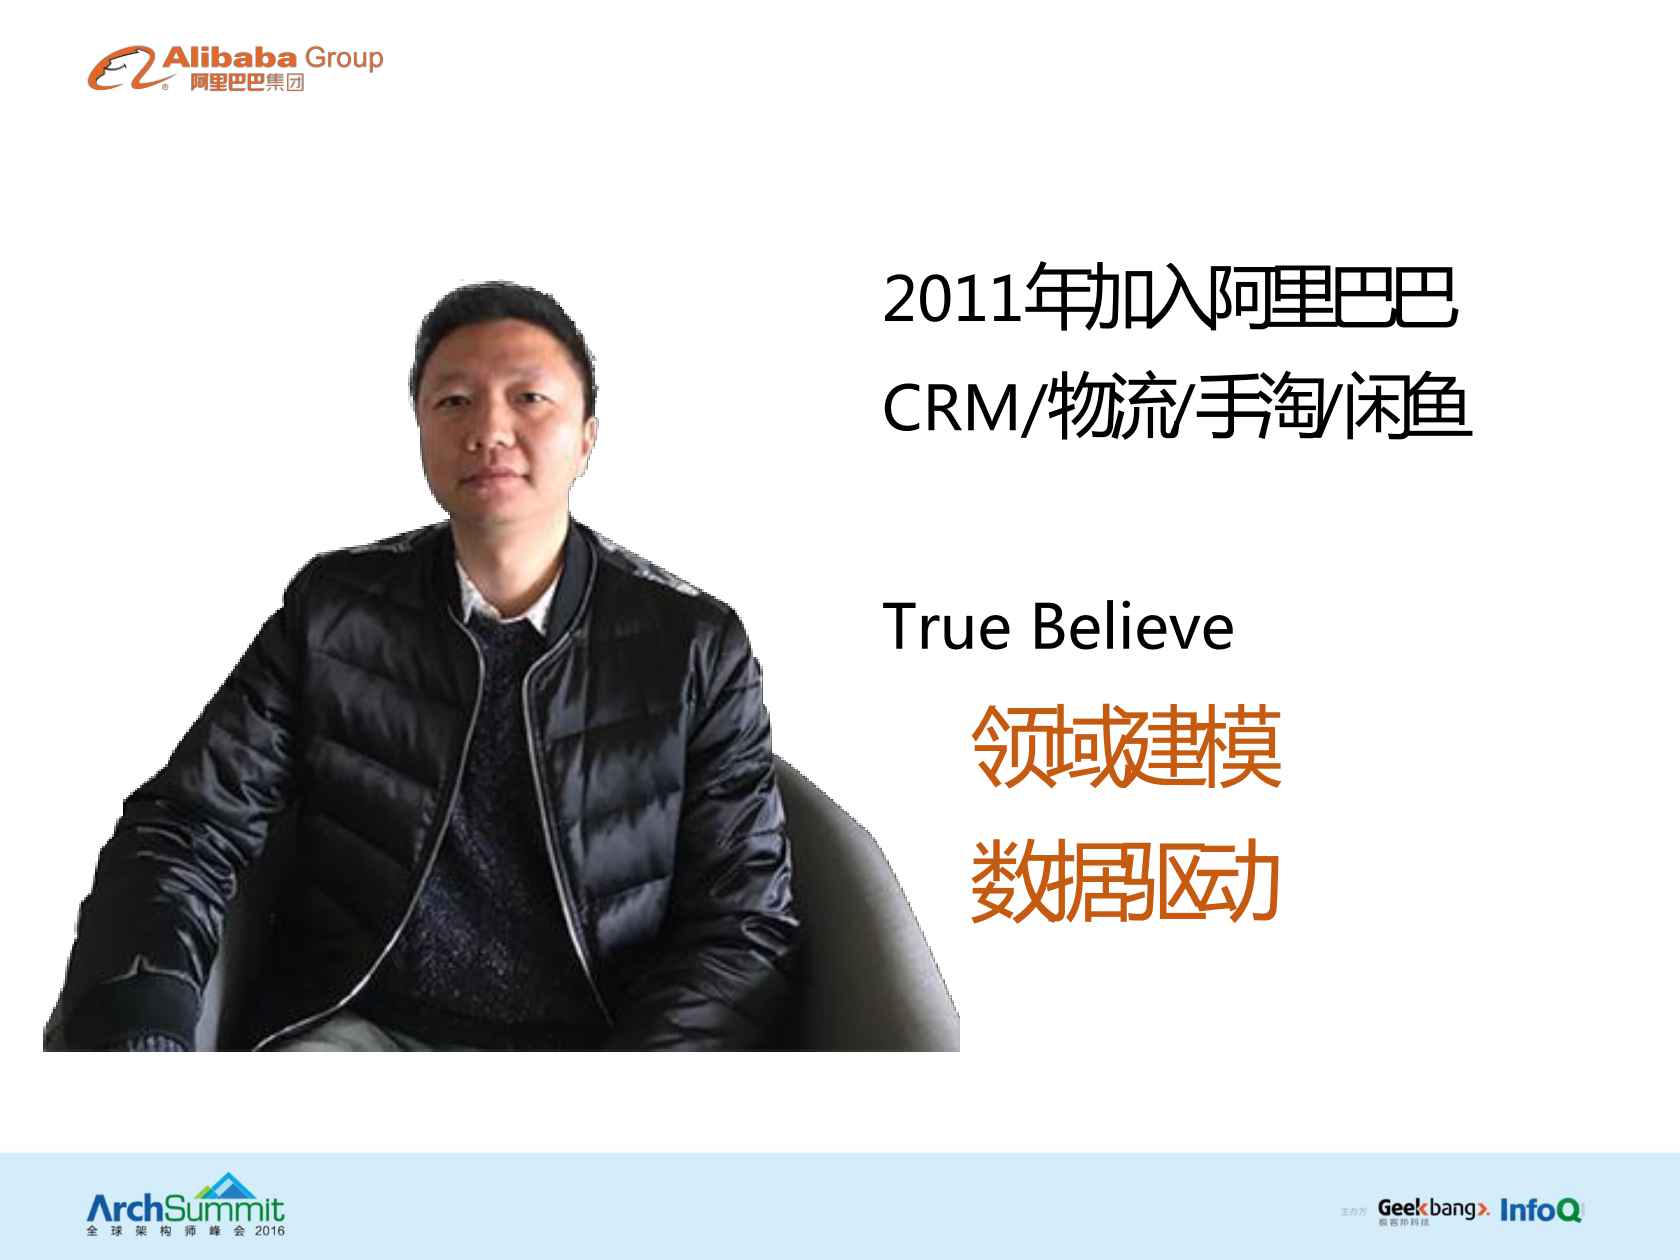 Alibaba Group
阿里巴巴集团
2011年加入阿里巴巴
CRM/物流/手淘/闲鱼
True Believe
领域建模
数据驱动
ArchSummit
全球架构师峰会 2016
主办方 Geekbang>. InfoQ
极客邦科技